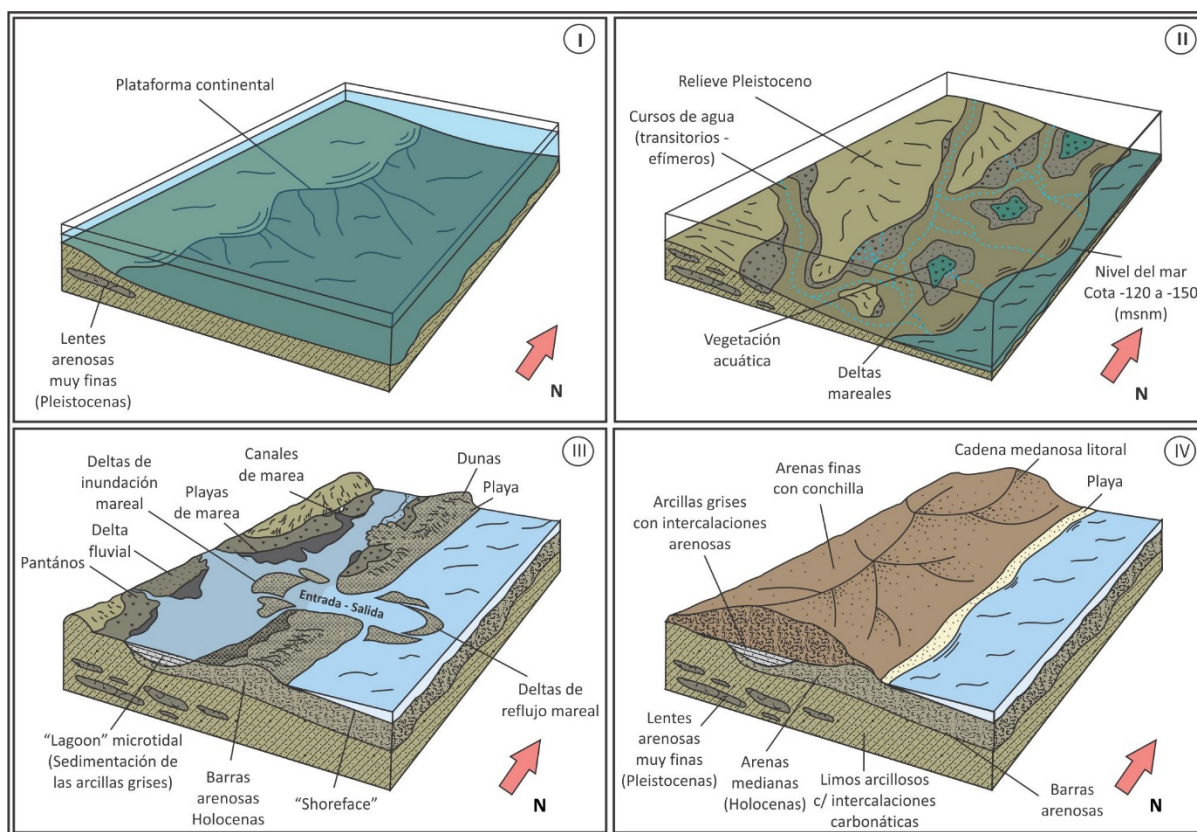 I
Plataforma continental
Lentes
arenosas
muy finas
(Pleistocenas)
N
II
Relieve Pleistoceno
Cursos de agua
(transitorios -
efímeros)
Nivel del mar
Cota -120 a -150
(msnm)
Vegetación
acuática
Deltas
mareales
N
III
Deltas de
inundación
mareal
Canales
de marea
Dunas
Playas
de marea
Playa
Delta
fluvial
Pantános
Entrada - Salida
Deltas de
reflujo mareal
"Lagoon" microtidal
(Sedimentación de
las arcillas grises)
Barras
arenosas
Holocenas
"Shoreface"
N
IV
Cadena medanosa litoral
Arenas finas
con conchilla
Playa
Arcillas grises
con intercalaciones
arenosas
Lentes
arenosas
muy finas
(Pleistocenas)
Arenas
medianas
(Holocenas)
Limos arcillosos
c/ intercalaciones
carbonáticas
Barras
arenosas
N